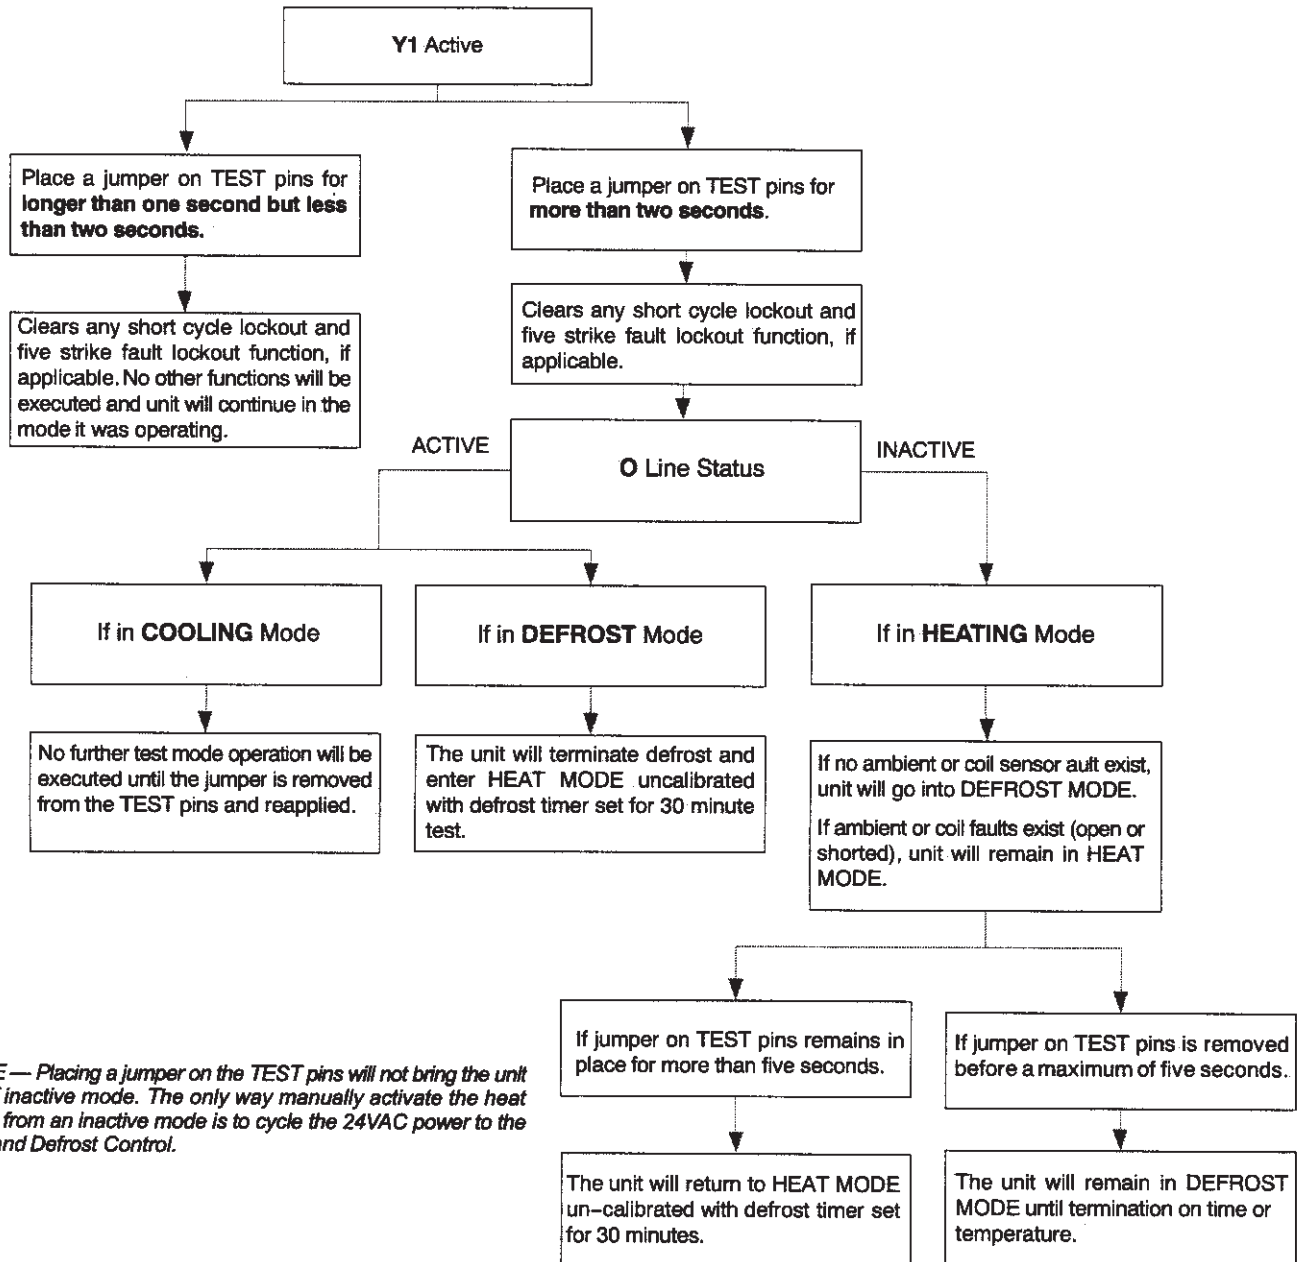 Y1 Active
Place a jumper on TEST pins for
longer than one second but less
than two seconds.
Place a jumper on TEST pins for
more than two seconds.
Clears any short cycle lockout and
five strike fault lockout function, if
applicable. No other functions will be
executed and unit will continue in the
mode it was operating.
Clears any short cycle lockout and
five strike fault lockout function, if
applicable.
ACTIVE
O Line Status
INACTIVE
If in COOLING Mode
If in DEFROST Mode
If in HEATING Mode
No further test mode operation will be
executed until the jumper is removed
from the TEST pins and reapplied.
The unit will terminate defrost and
enter HEAT MODE uncalibrated
with defrost timer set for 30 minute
test.
If no ambient or coil sensor ault exist,
unit will go into DEFROST MODE.
If ambient or coil faults exist (open or
shorted), unit will remain in HEAT
MODE.
If jumper on TEST pins remains in
place for more than five seconds.
If jumper on TEST pins is removed
before a maximum of five seconds.
E — Placing a jumper on the TEST pins will not bring the unit
inactive mode. The only way manually activate the heat
from an inactive mode is to cycle the 24VAC power to the
and Defrost Control.
The unit will return to HEAT MODE
un-calibrated with defrost timer set
for 30 minutes.
The unit will remain in DEFROST
MODE until termination on time or
temperature.